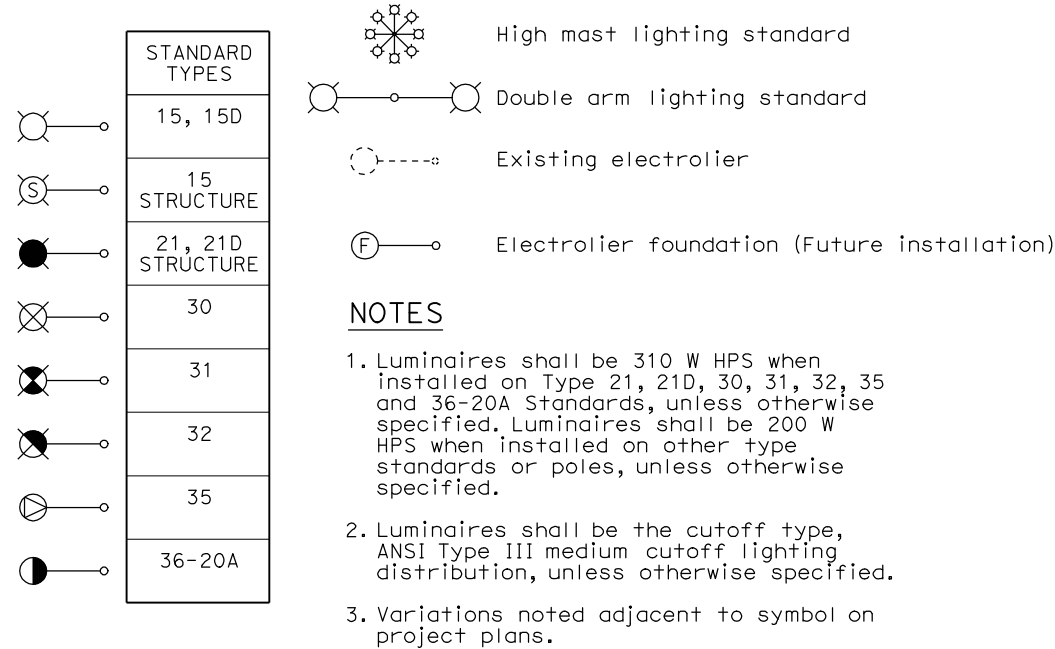 STANDARD
TYPES
15, 15D
S
15
STRUCTURE
21, 21D
STRUCTURE
30
31
32
35
36-20A
High mast lighting standard
Double arm lighting standard
Existing electrolier
F
Electrolier foundation (Future installation)
NOTES
1. Luminaires shall be 310 W HPS when
installed on Type 21, 21D, 30, 31, 32, 35
and 36-20A Standards, unless otherwise
specified. Luminaires shall be 200 W
HPS when installed on other type
standards or poles, unless otherwise
specified.
2. Luminaires shall be the cutoff type,
ANSI Type III medium cutoff lighting
distribution, unless otherwise specified.
3. Variations noted adjacent to symbol on
project plans.